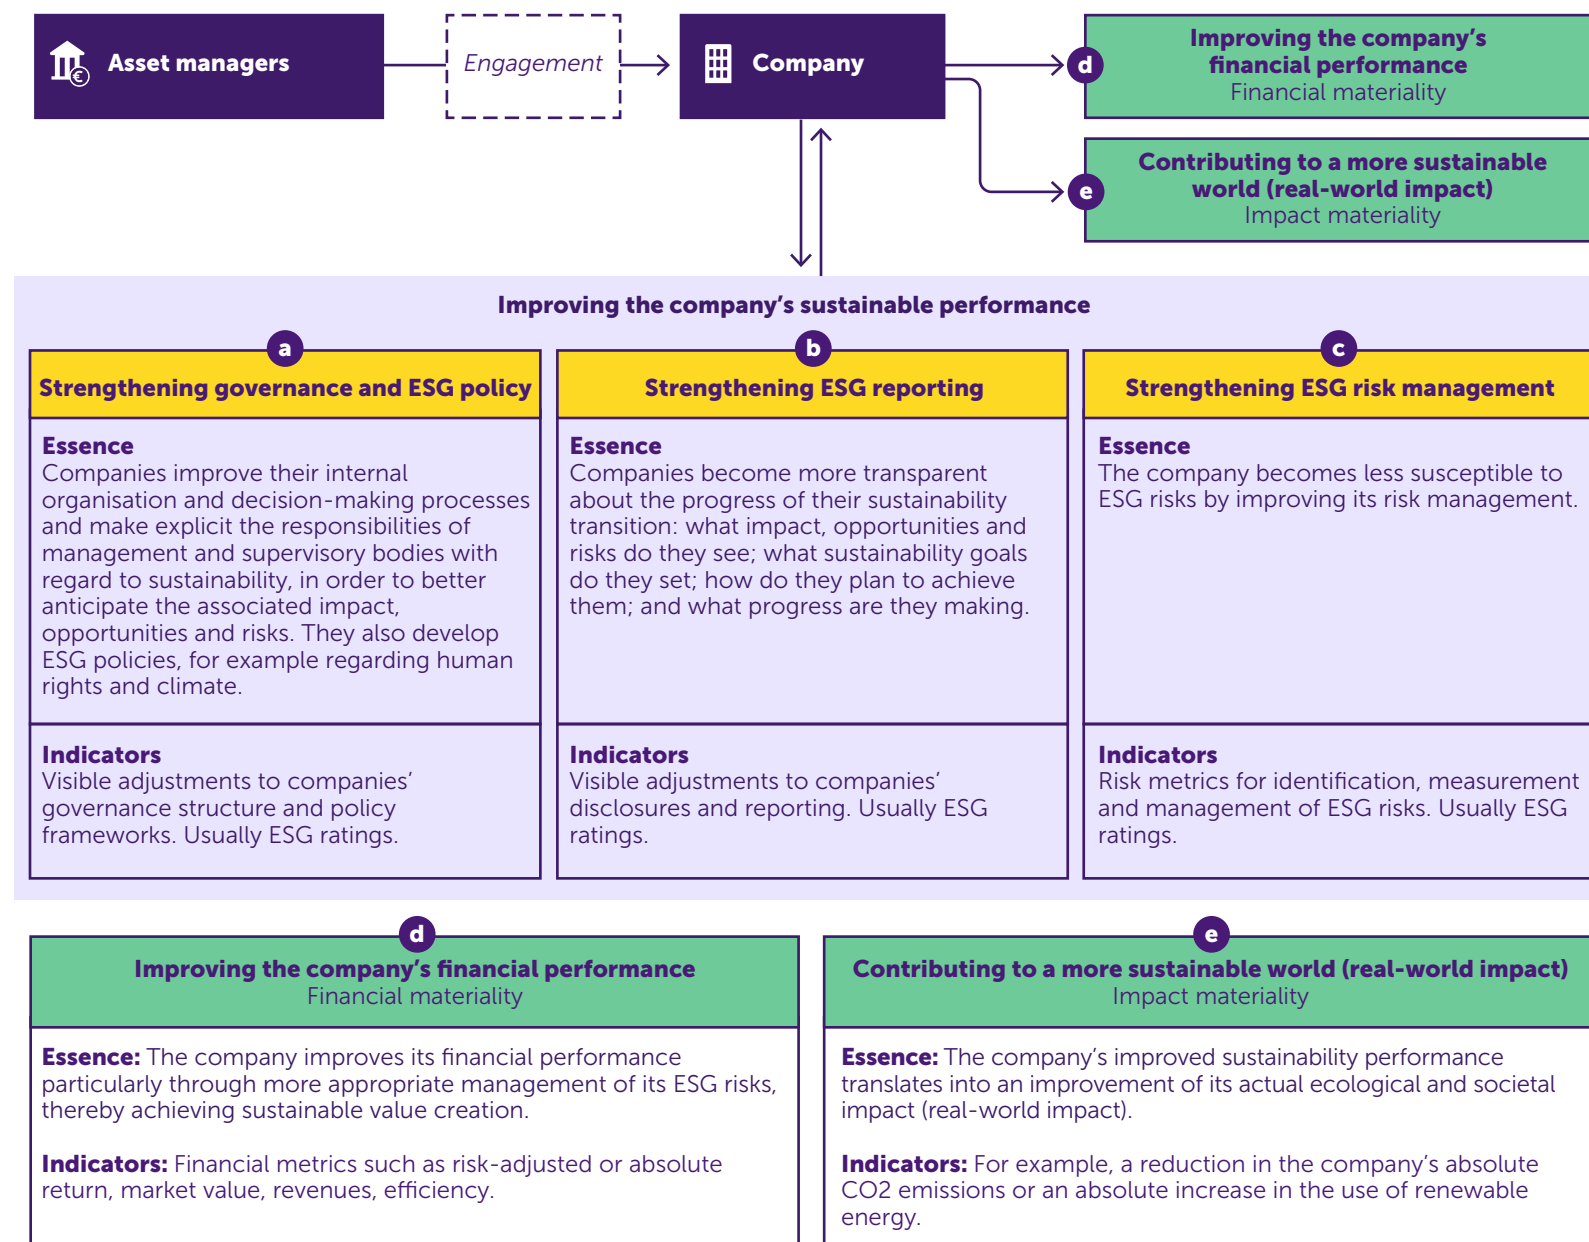 Asset managers
Engagement
Company
d
Improving the company's
financial performance
Financial materiality
e
Contributing to a more sustainable
world (real-world impact)
Impact materiality
Improving the company's sustainable performance
a
Strengthening governance and ESG policy
Essence
Companies improve their internal
organisation and decision-making processes
and make explicit the responsibilities of
management and supervisory bodies with
regard to sustainability, in order to better
anticipate the associated impact,
opportunities and risks. They also develop
ESG policies, for example regarding human
rights and climate.
Indicators
Visible adjustments to companies'
governance structure and policy
frameworks. Usually ESG ratings.
b
Strengthening ESG reporting
Essence
Companies become more transparent
about the progress of their sustainability
transition: what impact, opportunities and
risks do they see; what sustainability goals
do they set; how do they plan to achieve
them; and what progress are they making.
Indicators
Visible adjustments to companies'
disclosures and reporting. Usually ESG
ratings.
c
Strengthening ESG risk management
Essence
The company becomes less susceptible to
ESG risks by improving its risk management.
Indicators
Risk metrics for identification, measurement
and management of ESG risks. Usually ESG
ratings.
d
Improving the company's financial performance
Financial materiality
Essence: The company improves its financial performance
particularly through more appropriate management of its ESG risks,
thereby achieving sustainable value creation.
Indicators: Financial metrics such as risk-adjusted or absolute
return, market value, revenues, efficiency.
e
Contributing to a more sustainable world (real-world impact)
Impact materiality
Essence: The company's improved sustainability performance
translates into an improvement of its actual ecological and societal
impact (real-world impact).
Indicators: For example, a reduction in the company's absolute
CO2 emissions or an absolute increase in the use of renewable
energy.